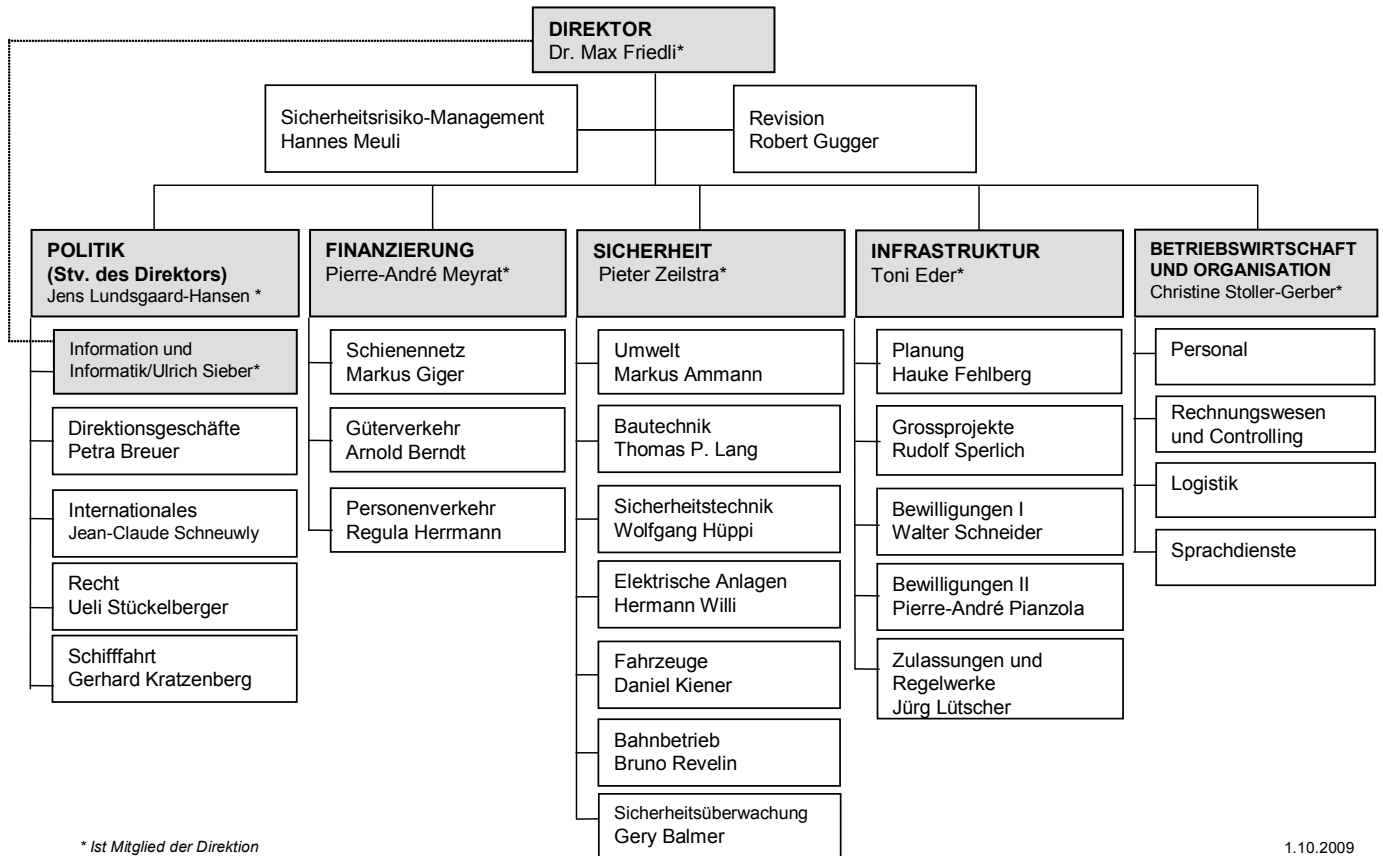 DIREKTOR
Dr. Max Friedli*
Sicherheitsrisiko-Management
Hannes Meuli
Revision
Robert Gugger
POLITIK
(Stv. des Direktors)
Jens Lundsgaard-Hansen *
Information und
Informatik/Ulrich Sieber*
Direktionsgeschäfte
Petra Breuer
Internationales
Jean-Claude Schneuwly
Recht
Ueli Stückelberger
Schifffahrt
Gerhard Kratzenberg
FINANZIERUNG
Pierre-André Meyrat*
Schienennetz
Markus Giger
Güterverkehr
Arnold Berndt
Personenverkehr
Regula Herrmann
SICHERHEIT
Pieter Zeilstra*
Umwelt
Markus Ammann
Bautechnik
Thomas P. Lang
Sicherheitstechnik
Wolfgang Hüppi
Elektrische Anlagen
Hermann Willi
Fahrzeuge
Daniel Kiener
Bahnbetrieb
Bruno Revelin
Sicherheitsüberwachung
Gery Balmer
INFRASTRUKTUR
Toni Eder*
Planung
Hauke Fehlberg
Grossprojekte
Rudolf Sperlich
Bewilligungen I
Walter Schneider
Bewilligungen II
Pierre-André Pianzola
Zulassungen und
Regelwerke
Jürg Lütscher
BETRIEBSWIRTSCHAFT
UND ORGANISATION
Christine Stoller-Gerber*
Personal
Rechnungswesen
und Controlling
Logistik
Sprachdienste
* Ist Mitglied der Direktion
1.10.2009